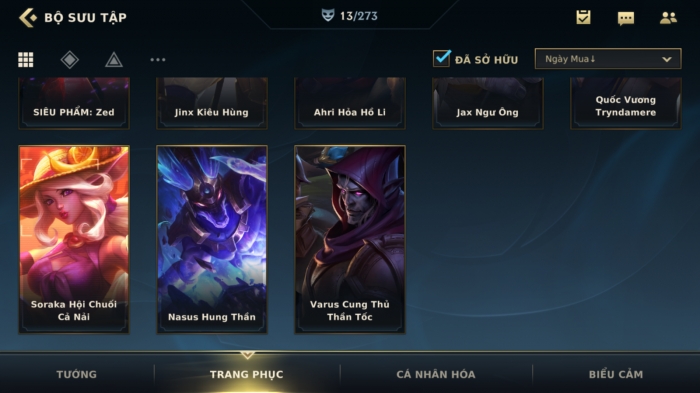 BỘ SƯU TẬP
13/273
ĐÃ SỞ HỮU
Ngày Mua↓
SIÊU PHẨM: Zed
Jinx Kiêu Hùng
Ahri Hỏa Hồ Li
Jax Ngư Ông
Quốc Vương
Tryndamere
Soraka Hội Chuối
Cả Nải
Nasus Hung Thần
Varus Cung Thủ
Thần Tốc
TƯỚNG
TRANG PHỤC
CÁ NHÂN HÓA
BIỂU CẢM